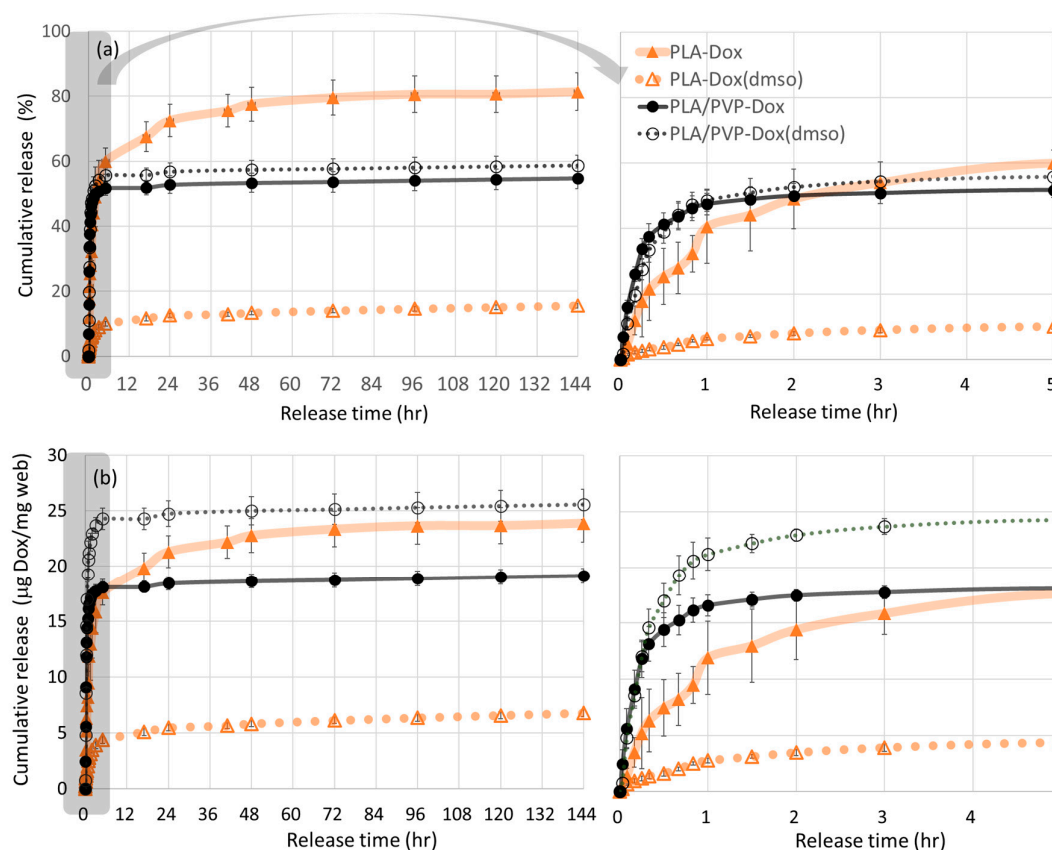 (a)
Cumulative release (%)
100
80
60
40
20
0
0 12 24 36 48 60 72 84 96 108 120 132 144
Release time (hr)
PLA-Dox
PLA-Dox(dmso)
PLA/PVP-Dox
PLA/PVP-Dox(dmso)
0 1 2 3 4 5
Release time (hr)
(b)
Cumulative release (µg Dox/mg web)
30
25
20
15
10
5
0
0 12 24 36 48 60 72 84 96 108 120 132 144
Release time (hr)
0 1 2 3 4 5
Release time (hr)